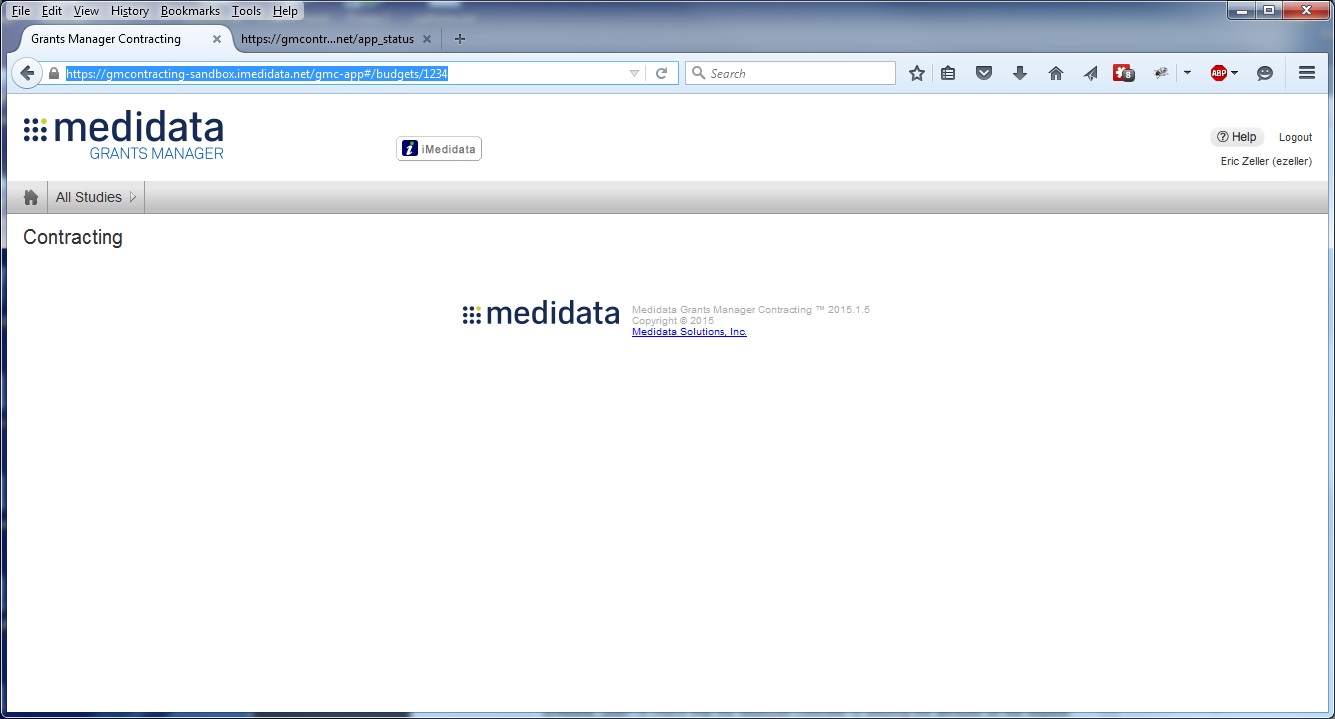 File Edit View History Bookmarks Tools Help
Grants Manager Contracting https://gmcontr...net/app_status
https://gmcontracting-sandbox.imedidata.net/gmc-app#/budgets/1234 Search 8 ABP
medidata
GRANTS MANAGER
i iMedidata
? Help Logout
Eric Zeller (ezeller)
All Studies
Contracting
medidata
Medidata Grants Manager Contracting ™ 2015.1.5
Copyright © 2015
Medidata Solutions, Inc.